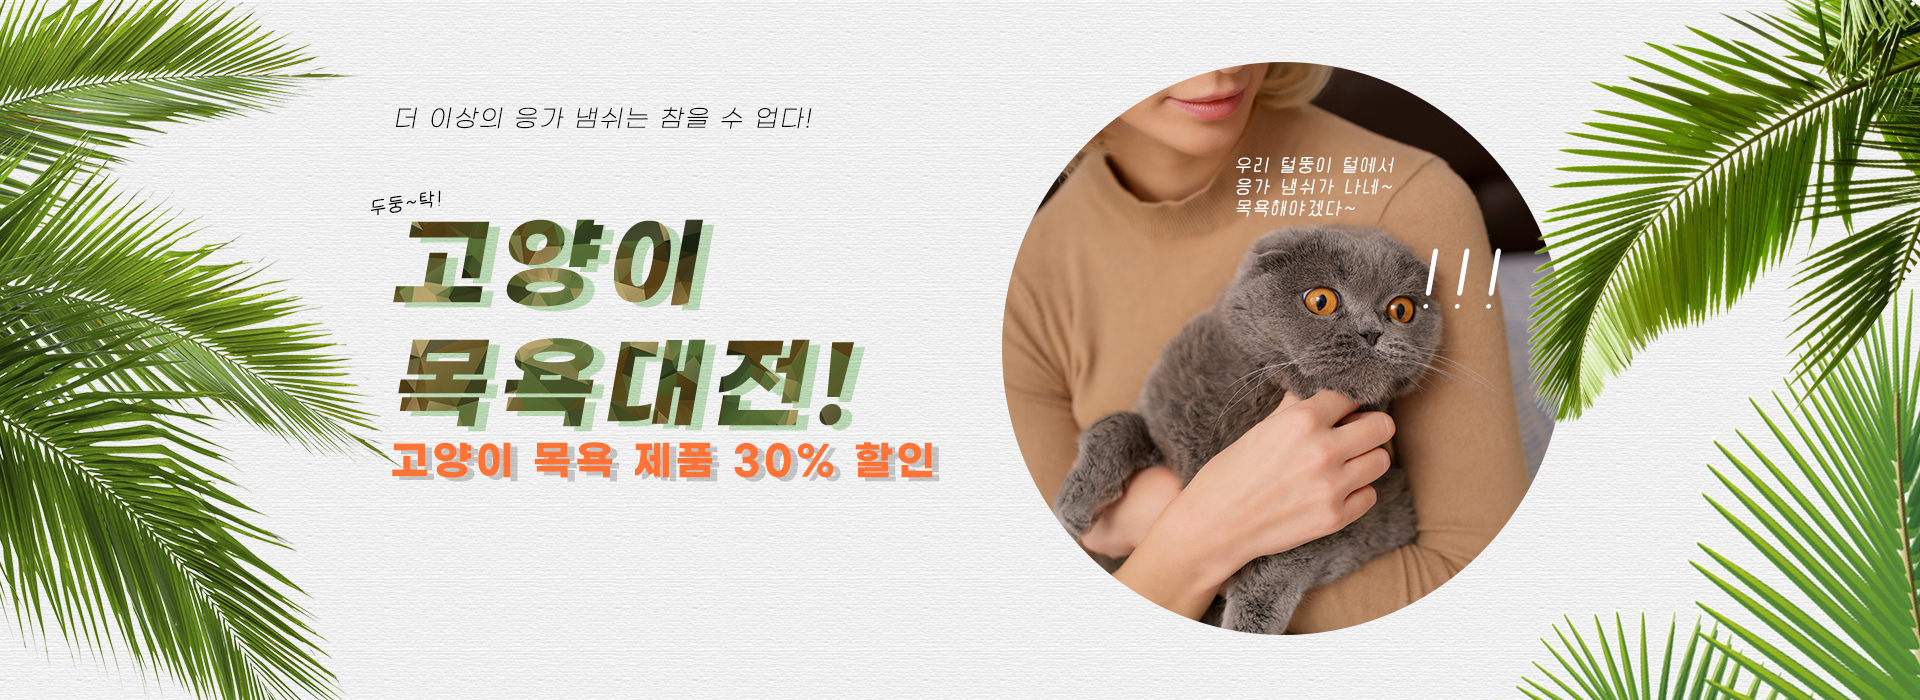 더 이상의 응가 냄쉬는 참을 수 업다!
두둥~탁!
고양이
목욕대전!
고양이 목욕 제품 30% 할인
우리 털뭉이 털에서
응가 냄쉬가 나네~
목욕해야겠다~
!!!